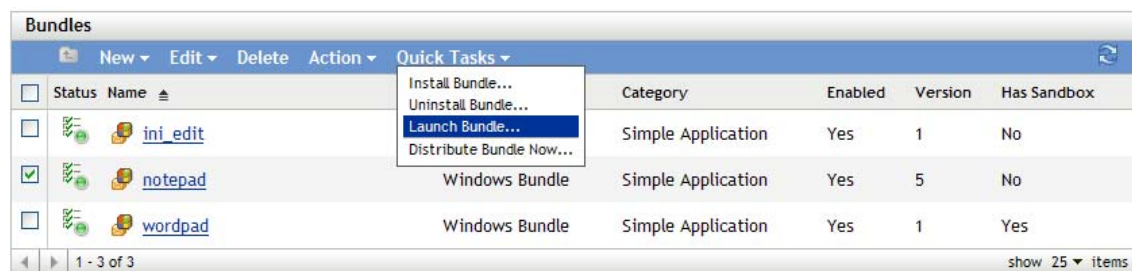 Bundles
New Edit Delete Action Quick Tasks
Install Bundle...
Uninstall Bundle...
Launch Bundle...
Distribute Bundle Now...
Status Name Category Enabled Version Has Sandbox
ini_edit Simple Application Yes 1 No
notepad Windows Bundle Simple Application Yes 5 No
wordpad Windows Bundle Simple Application Yes 1 Yes
1 - 3 of 3 show 25 items